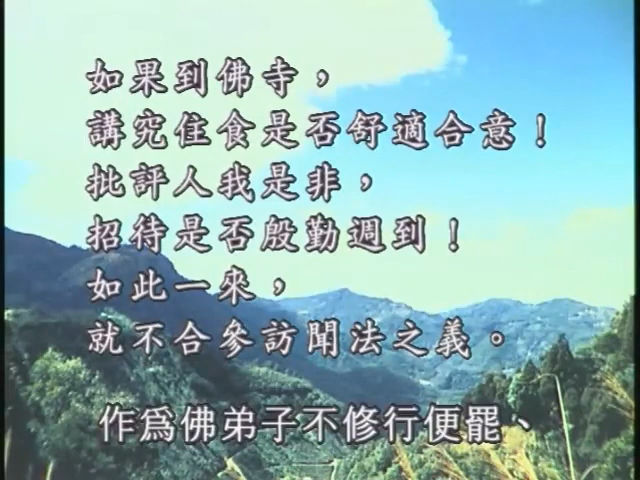 如果到佛寺，
講究住食是否舒適合意！
批評人我是非，
招待是否殷勤週到！
如此一來，
就不合參訪聞法之義。
作爲佛弟子不修行便罷、